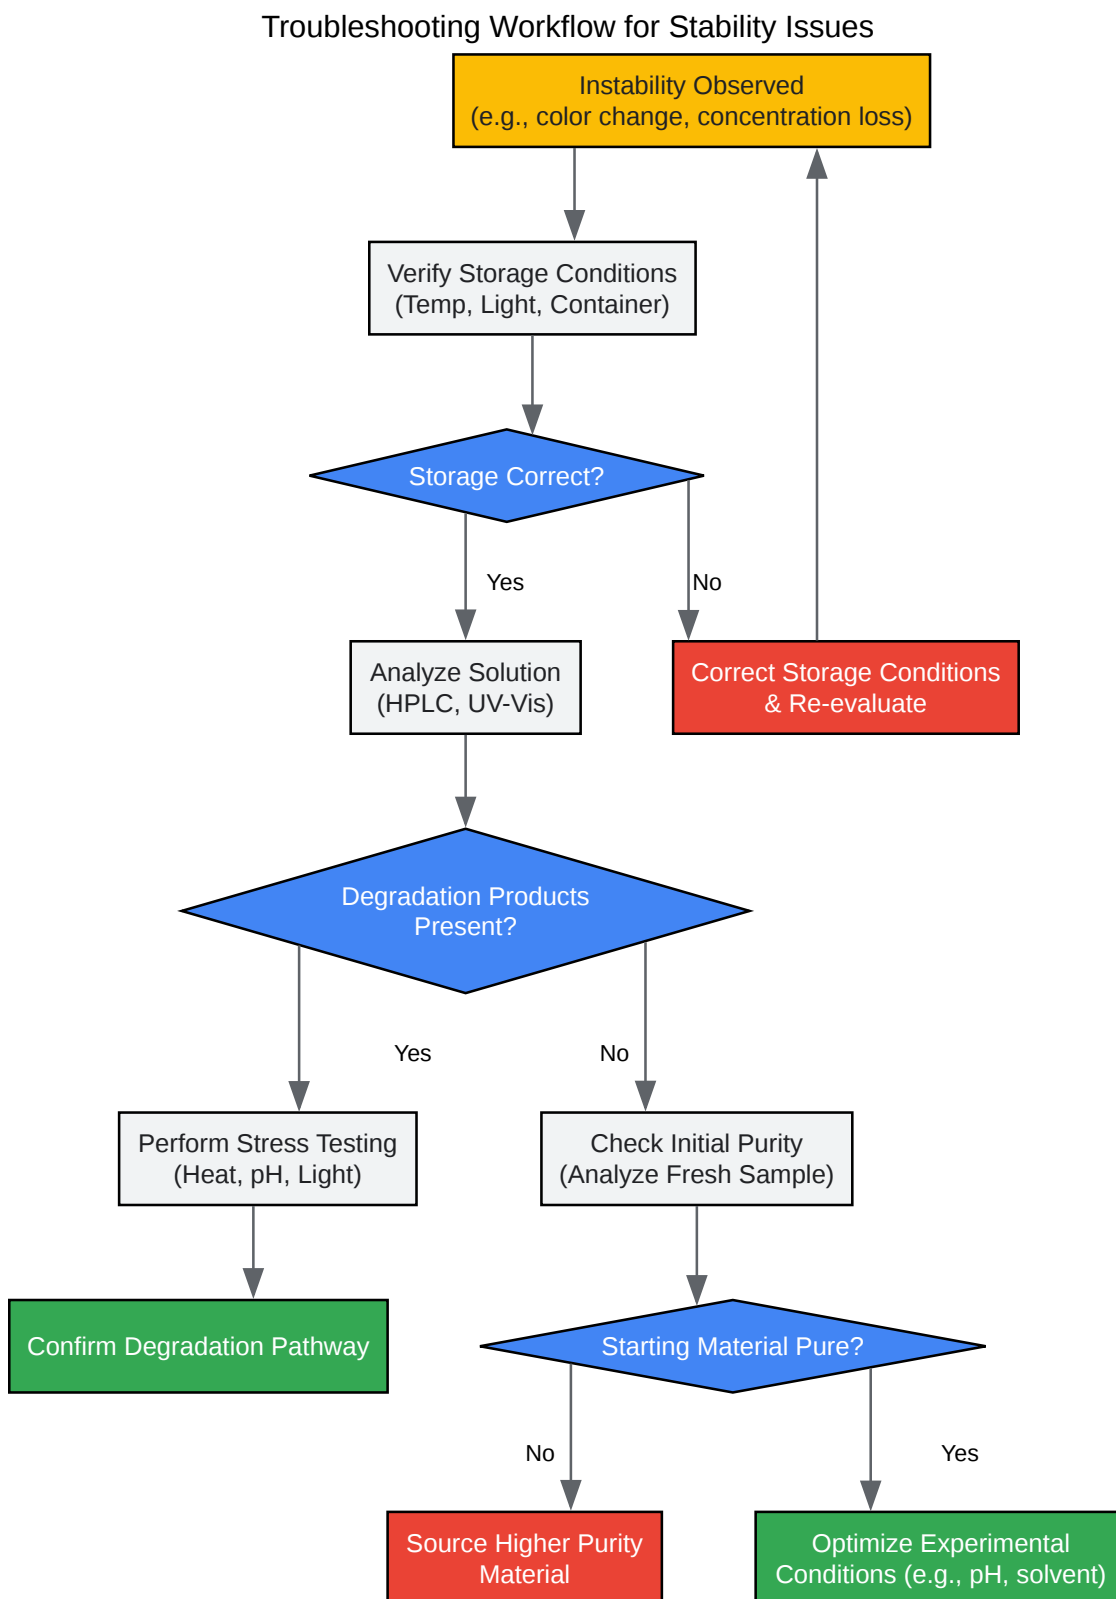 Troubleshooting Workflow for Stability Issues
Instability Observed
(e.g., color change, concentration loss)
Verify Storage Conditions
(Temp, Light, Container)
Storage Correct?
Yes
No
Analyze Solution
(HPLC, UV-Vis)
Correct Storage Conditions
& Re-evaluate
Degradation Products
Present?
Yes
No
Perform Stress Testing
(Heat, pH, Light)
Check Initial Purity
(Analyze Fresh Sample)
Confirm Degradation Pathway
Starting Material Pure?
No
Yes
Source Higher Purity
Material
Optimize Experimental
Conditions (e.g., pH, solvent)